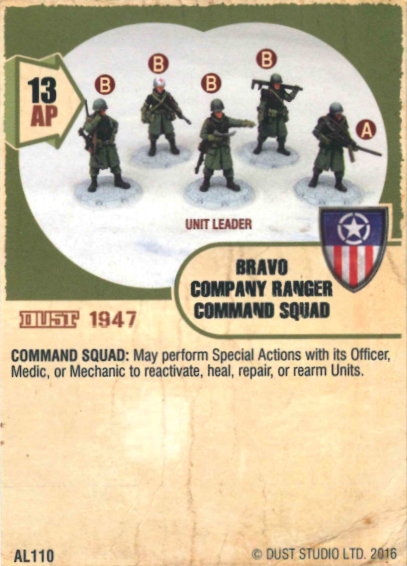 13
AP
B
B
B
B
A
UNIT LEADER
BRAVO
COMPANY RANGER
COMMAND SQUAD
DUST 1947
COMMAND SQUAD: May perform Special Actions with its Officer,
Medic, or Mechanic to reactivate, heal, repair, or rearm Units.
AL110
© DUST STUDIO LTD. 2016